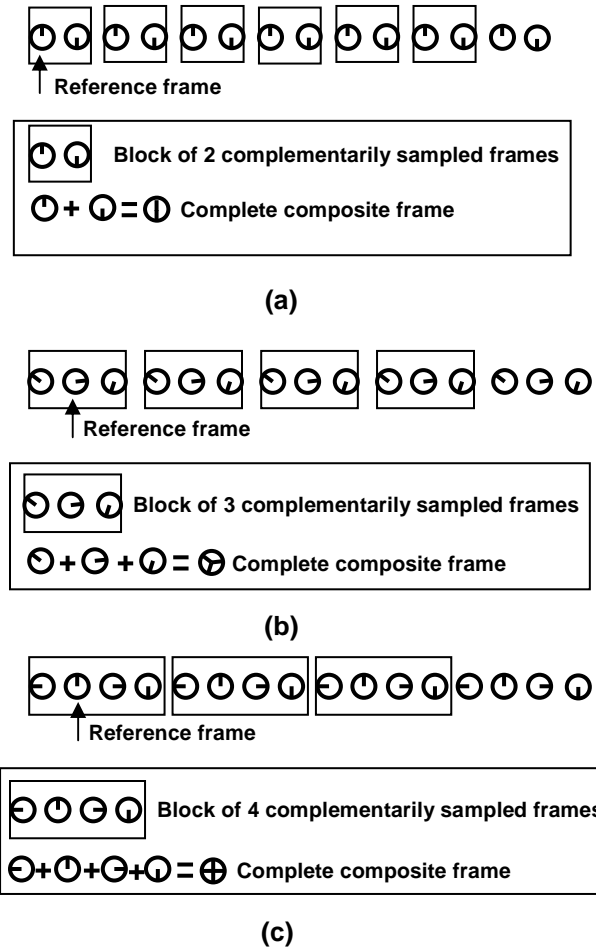 Reference frame
Block of 2 complementarily sampled frames
+ = Complete composite frame
(a)
Reference frame
Block of 3 complementarily sampled frames
+ + = Complete composite frame
(b)
Reference frame
Block of 4 complementarily sampled frames
+ + + = Complete composite frame
(c)